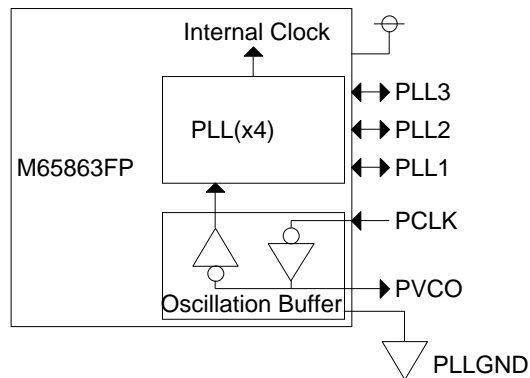 Internal Clock
PLL3
PLL(x4)
PLL2
M65863FP
PLL1
PCLK
PVCO
Oscillation Buffer
PLLGND